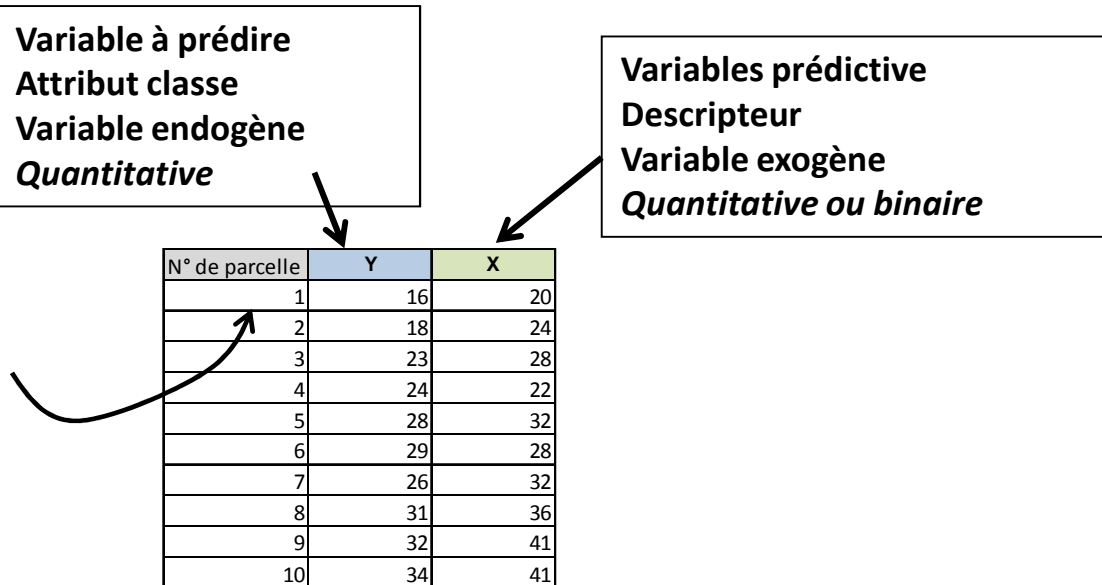 Variable à prédire
Attribut classe
Variable endogène
Quantitative
Variables prédictive
Descripteur
Variable exogène
Quantitative ou binaire
N° de parcelle Y X
1 16 20
2 18 24
3 23 28
4 24 22
5 28 32
6 29 28
7 26 32
8 31 36
9 32 41
10 34 41